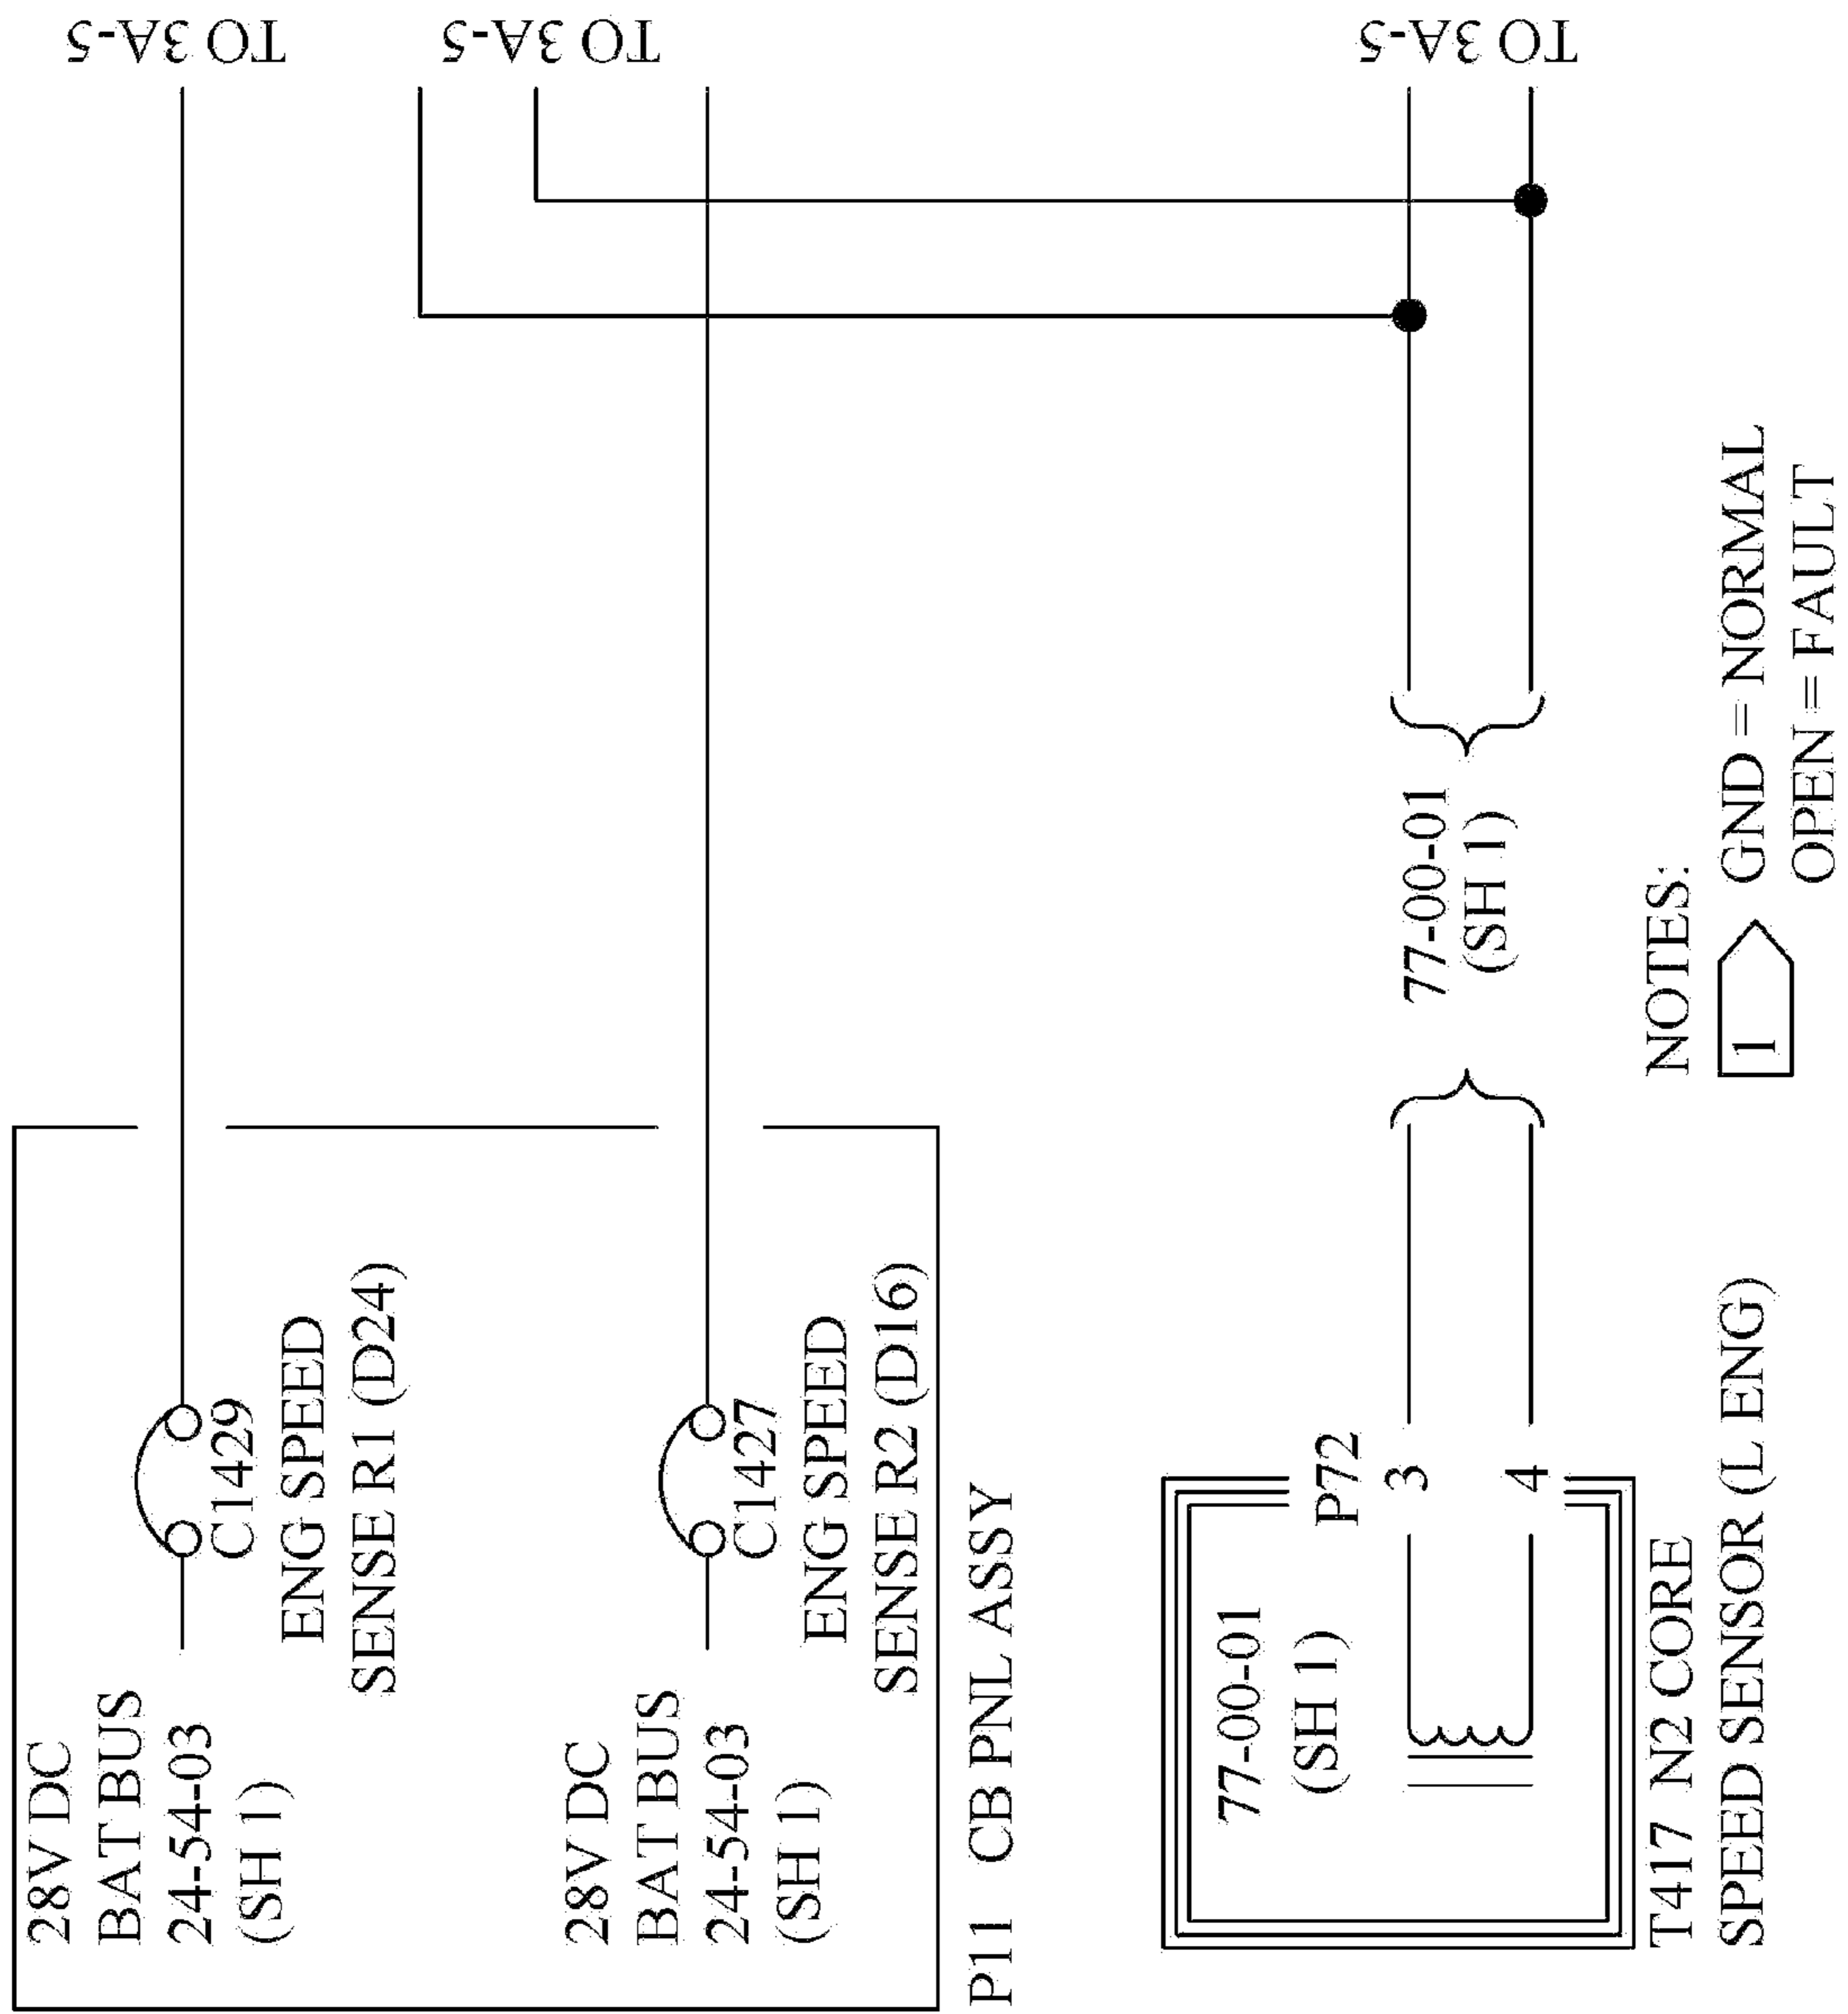 28V DC
BAT BUS
24-54-03
(SH 1)
C1429
ENG SPEED
SENSE R1 (D24)
TO 3A-5
28V DC
BAT BUS
24-54-03
(SH 1)
C1427
ENG SPEED
SENSE R2 (D16)
TO 3A-5
P11 CB PNL ASSY
77-00-01
(SH 1)
P72
3
4
77-00-01
(SH 1)
TO 3A-5
T417 N2 CORE
SPEED SENSOR (L ENG)
NOTES:
1
GND = NORMAL
OPEN = FAULT